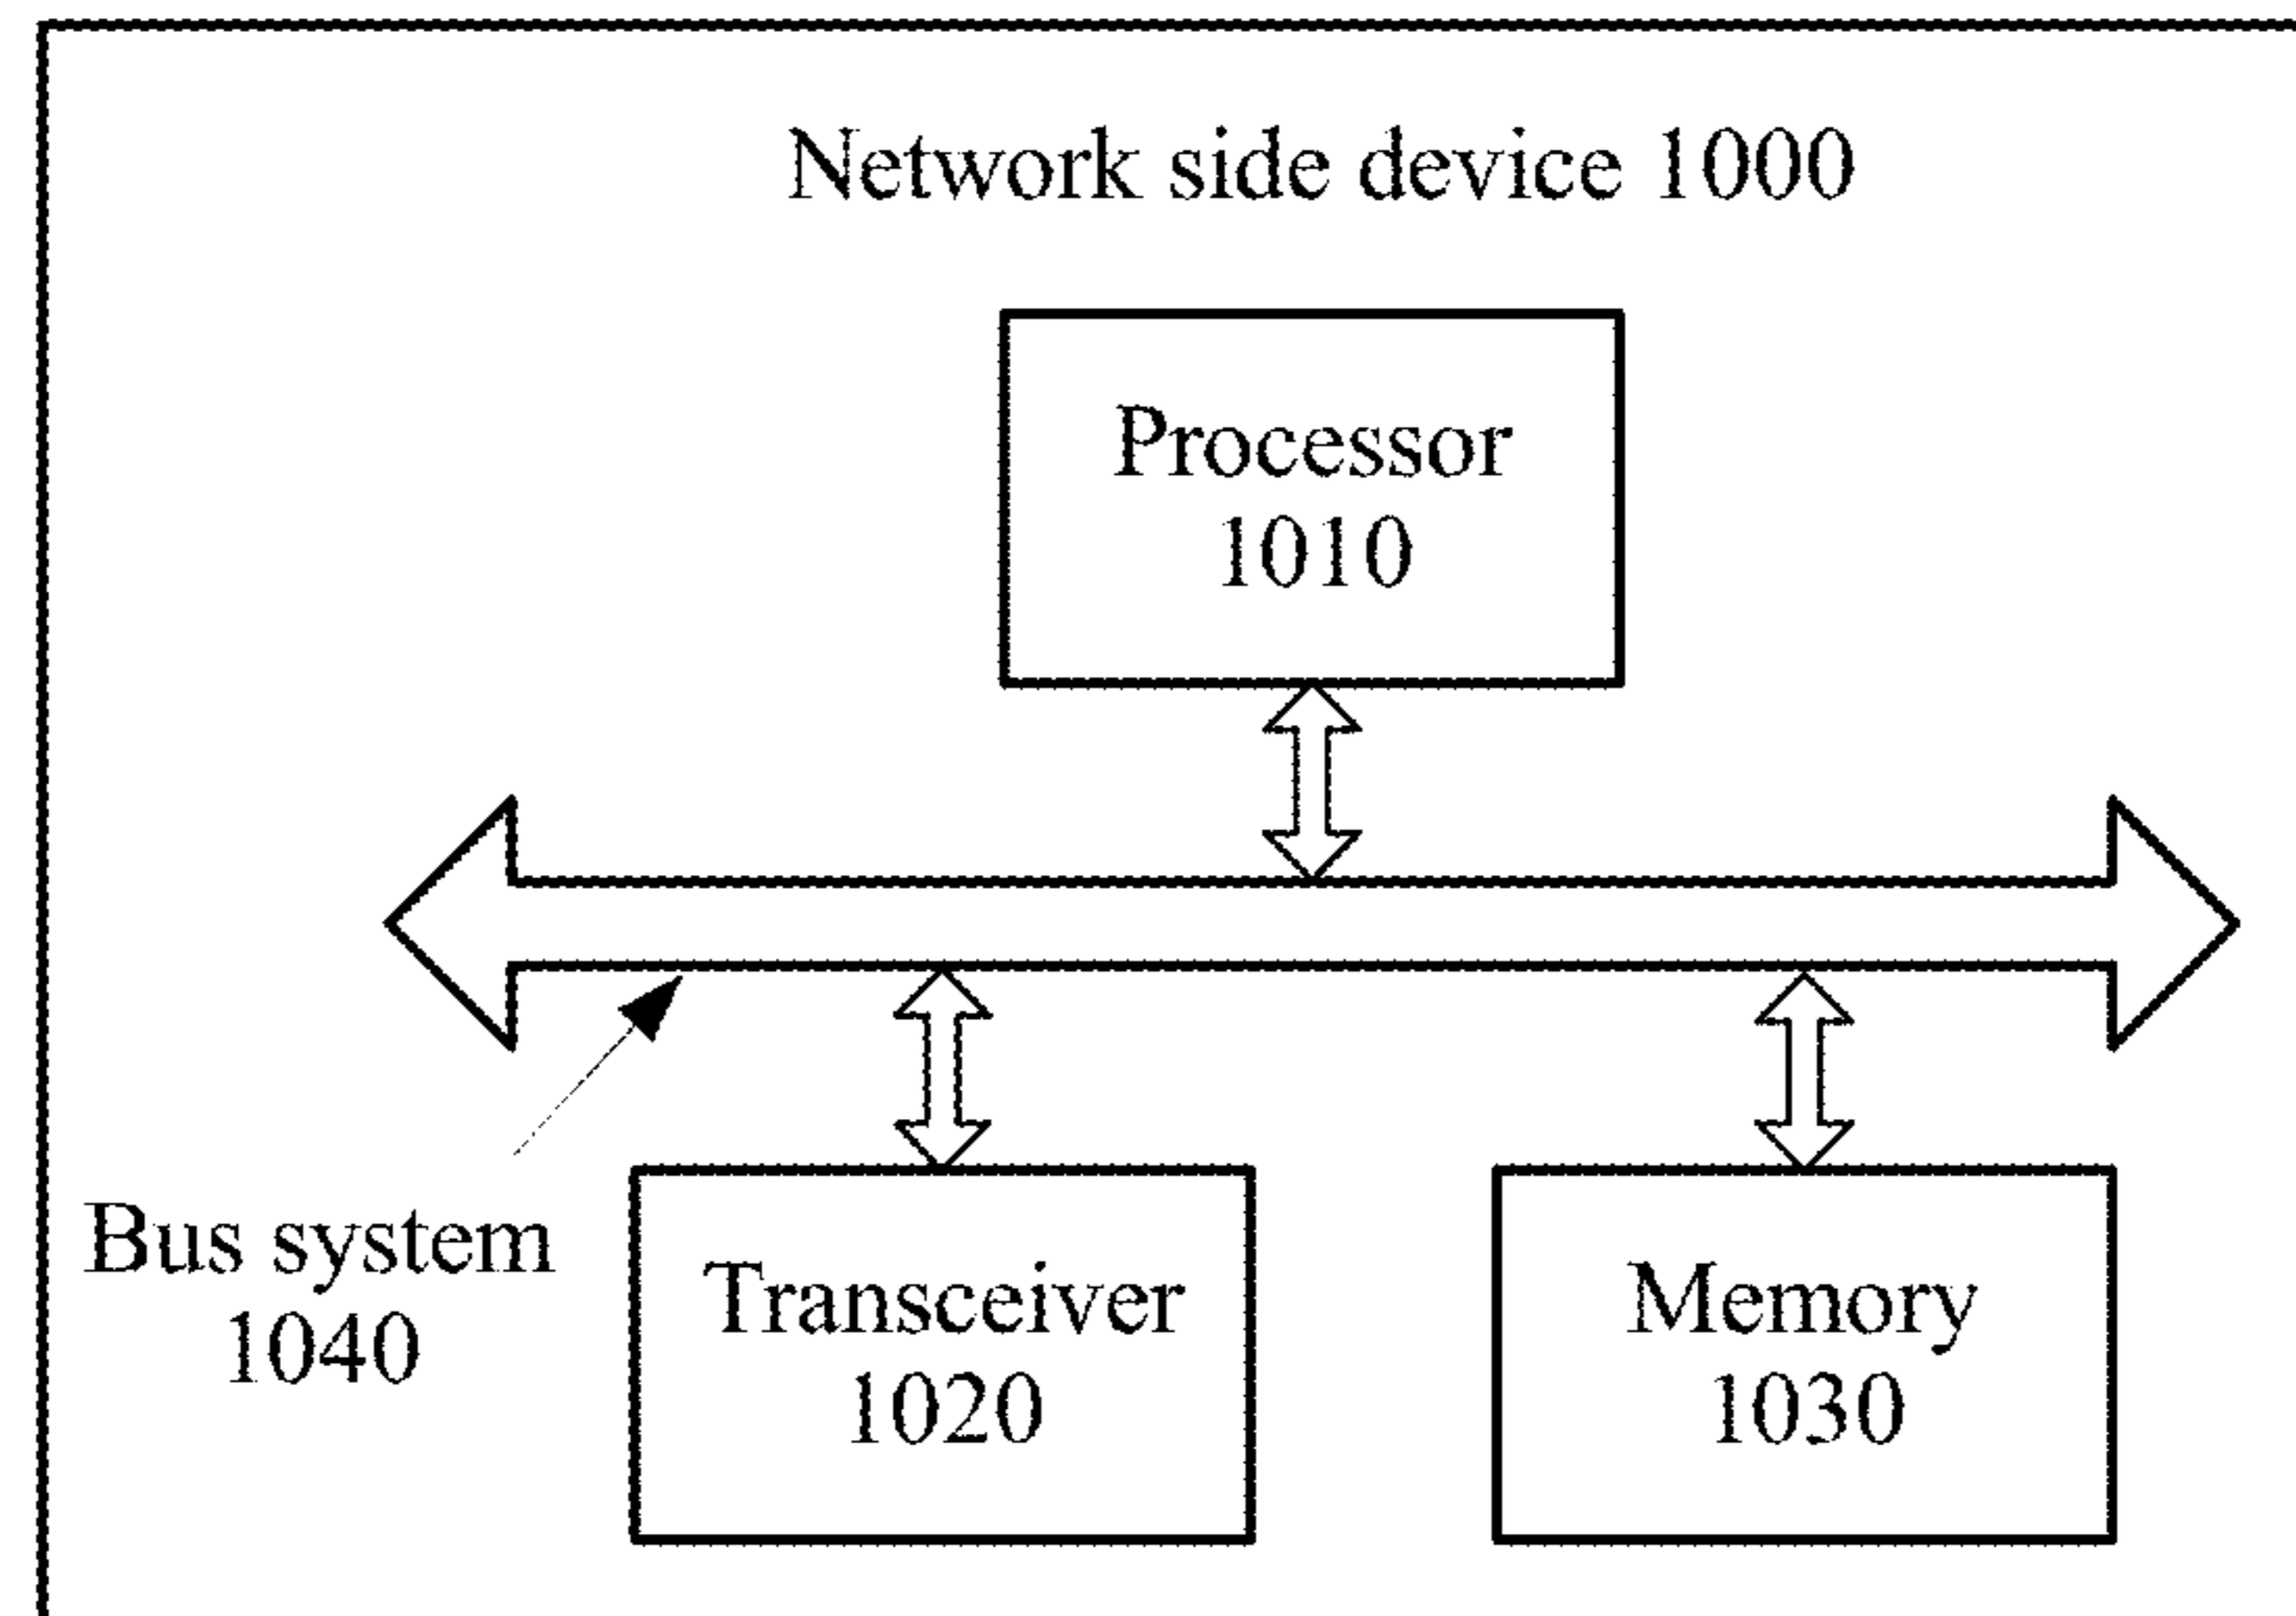 Network side device 1000
Processor
1010
Bus system
1040
Transceiver
1020
Memory
1030